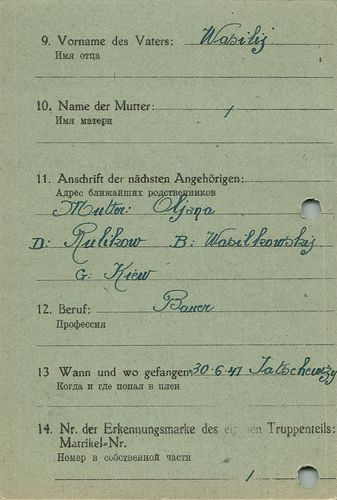 9. Vorname des Vaters: Wasilij
Имя отца
10. Name der Mutter: /
Имя матери
11. Anschrift der nächsten Angehörigen:
Адрес ближайших родственников
Mutter: Uljana
D: Rulikow B: Wasilkowskij
G: Kiew
12. Beruf: Bauer
Профессия
13 Wann und wo gefangen 30.6.41
Когда и где попал в плен
14. Nr. der Erkennungsmarke des eigenen Truppenteils:
Matrikel-Nr.
Номер в собственной части
/